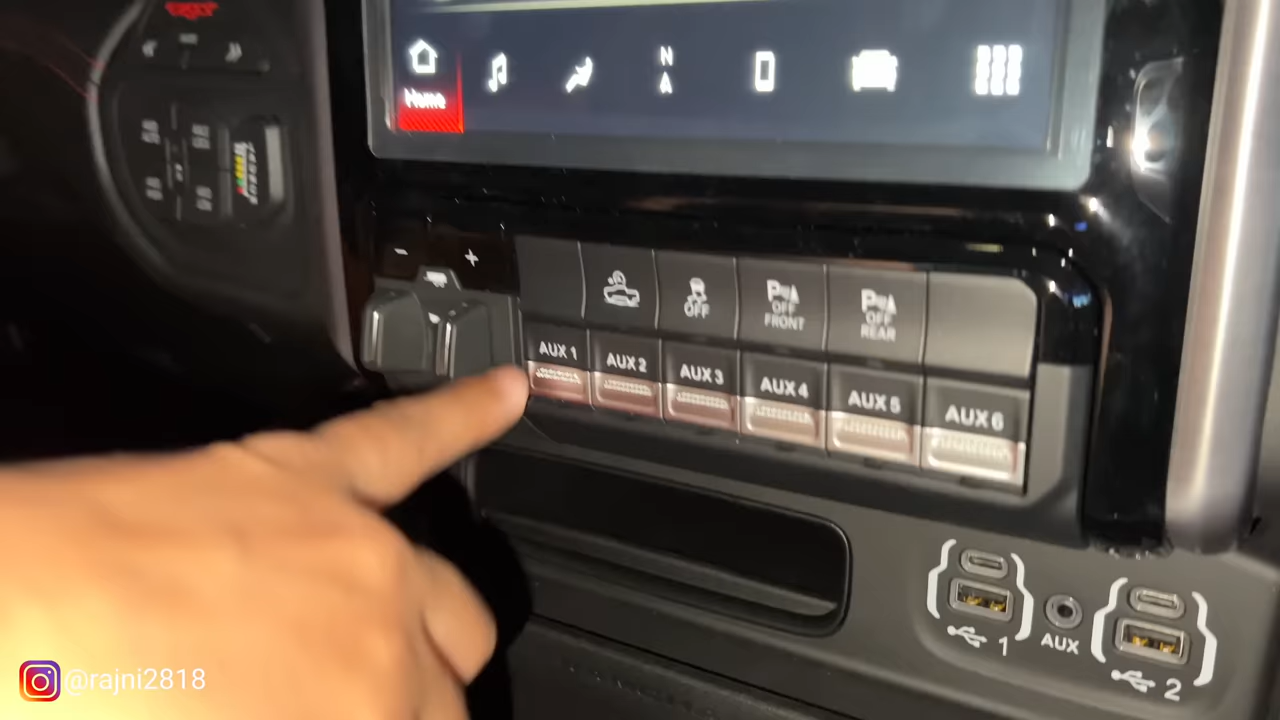 Home
N
A
- +
OFF
P
OFF
FRONT
P
OFF
REAR
AUX 1
AUX 2
AUX 3
AUX 4
AUX 5
AUX 6
1
AUX
2
@rajni2818